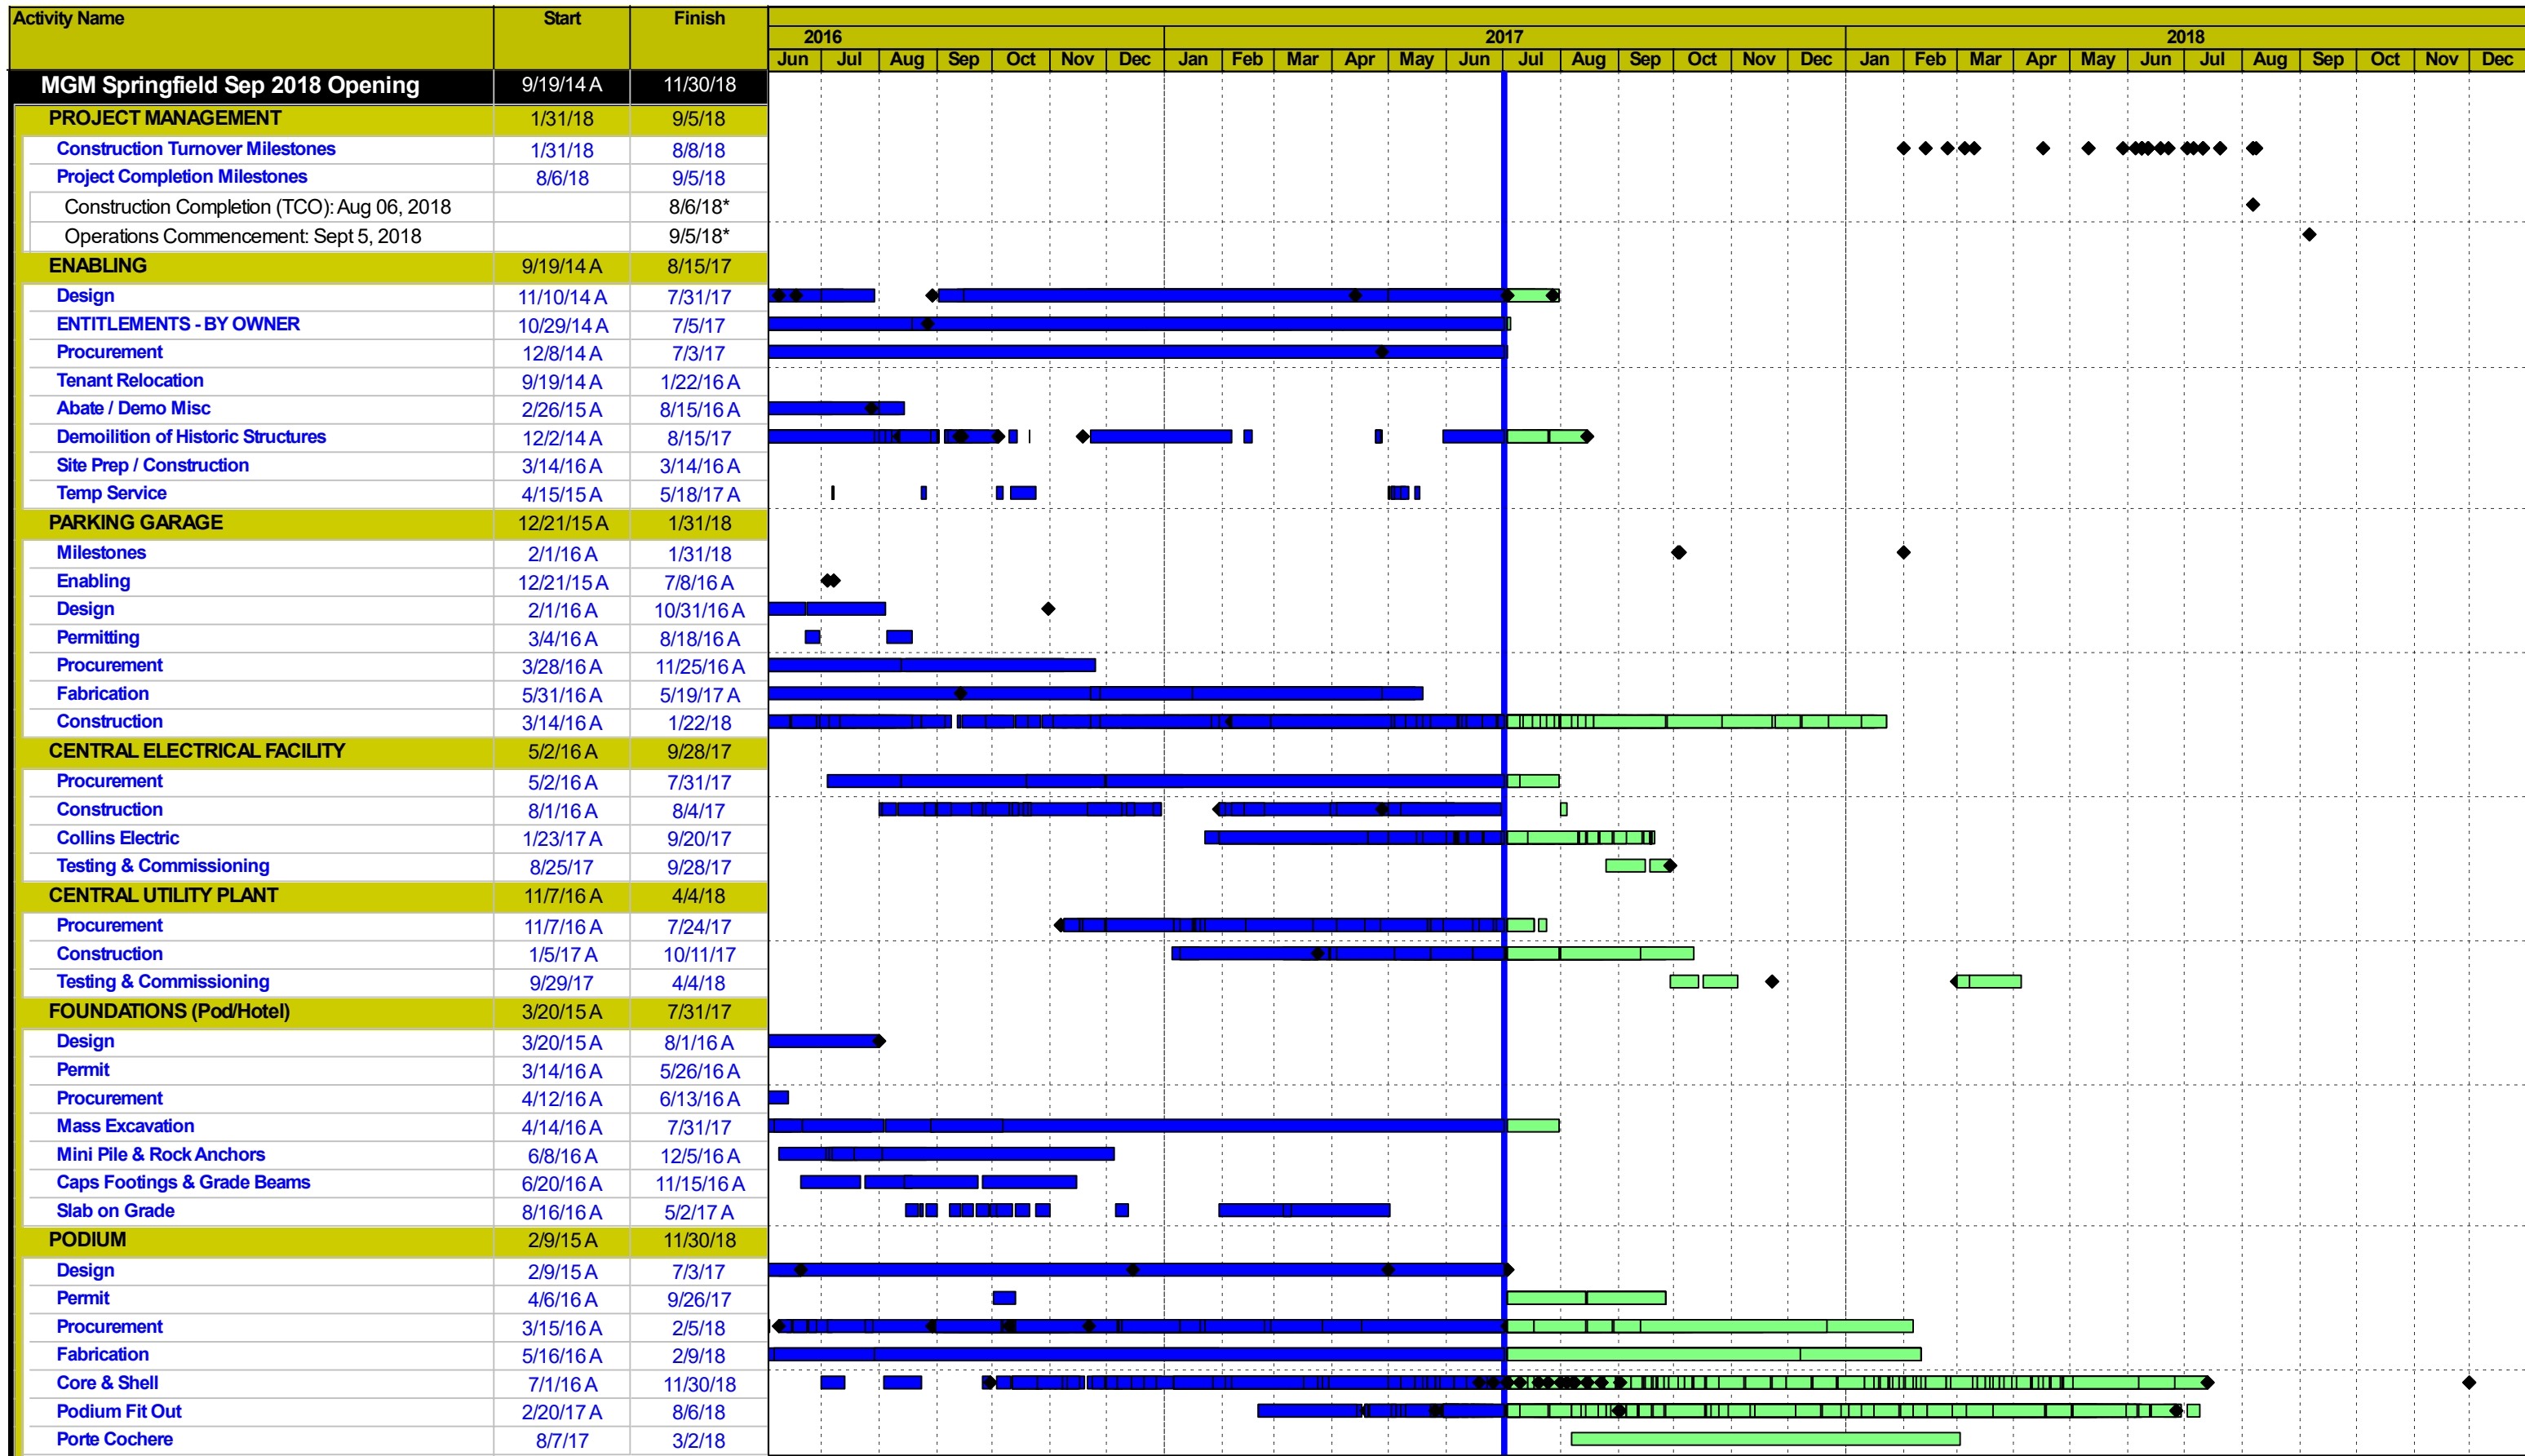 Activity Name Start Finish
2016 2017 2018
Jun Jul Aug Sep Oct Nov Dec Jan Feb Mar Apr May Jun Jul Aug Sep Oct Nov Dec Jan Feb Mar Apr May Jun Jul Aug Sep Oct Nov Dec
MGM Springfield Sep 2018 Opening 9/19/14 A 11/30/18
PROJECT MANAGEMENT 1/31/18 9/5/18
Construction Turnover Milestones 1/31/18 8/8/18
Project Completion Milestones 8/6/18 9/5/18
Construction Completion (TCO): Aug 06, 2018 8/6/18*
Operations Commencement: Sept 5, 2018 9/5/18*
ENABLING 9/19/14 A 8/15/17
Design 11/10/14 A 7/31/17
ENTITLEMENTS - BY OWNER 10/29/14 A 7/5/17
Procurement 12/8/14 A 7/3/17
Tenant Relocation 9/19/14 A 1/22/16 A
Abate / Demo Misc 2/26/15 A 8/15/16 A
Demoilition of Historic Structures 12/2/14 A 8/15/17
Site Prep / Construction 3/14/16 A 3/14/16 A
Temp Service 4/15/15 A 5/18/17 A
PARKING GARAGE 12/21/15 A 1/31/18
Milestones 2/1/16 A 1/31/18
Enabling 12/21/15 A 7/8/16 A
Design 2/1/16 A 10/31/16 A
Permitting 3/4/16 A 8/18/16 A
Procurement 3/28/16 A 11/25/16 A
Fabrication 5/31/16 A 5/19/17 A
Construction 3/14/16 A 1/22/18
CENTRAL ELECTRICAL FACILITY 5/2/16 A 9/28/17
Procurement 5/2/16 A 7/31/17
Construction 8/1/16 A 8/4/17
Collins Electric 1/23/17 A 9/20/17
Testing & Commissioning 8/25/17 9/28/17
CENTRAL UTILITY PLANT 11/7/16 A 4/4/18
Procurement 11/7/16 A 7/24/17
Construction 1/5/17 A 10/11/17
Testing & Commissioning 9/29/17 4/4/18
FOUNDATIONS (Pod/Hotel) 3/20/15 A 7/31/17
Design 3/20/15 A 8/1/16 A
Permit 3/14/16 A 5/26/16 A
Procurement 4/12/16 A 6/13/16 A
Mass Excavation 4/14/16 A 7/31/17
Mini Pile & Rock Anchors 6/8/16 A 12/5/16 A
Caps Footings & Grade Beams 6/20/16 A 11/15/16 A
Slab on Grade 8/16/16 A 5/2/17 A
PODIUM 2/9/15 A 11/30/18
Design 2/9/15 A 7/3/17
Permit 4/6/16 A 9/26/17
Procurement 3/15/16 A 2/5/18
Fabrication 5/16/16 A 2/9/18
Core & Shell 7/1/16 A 11/30/18
Podium Fit Out 2/20/17 A 8/6/18
Porte Cochere 8/7/17 3/2/18